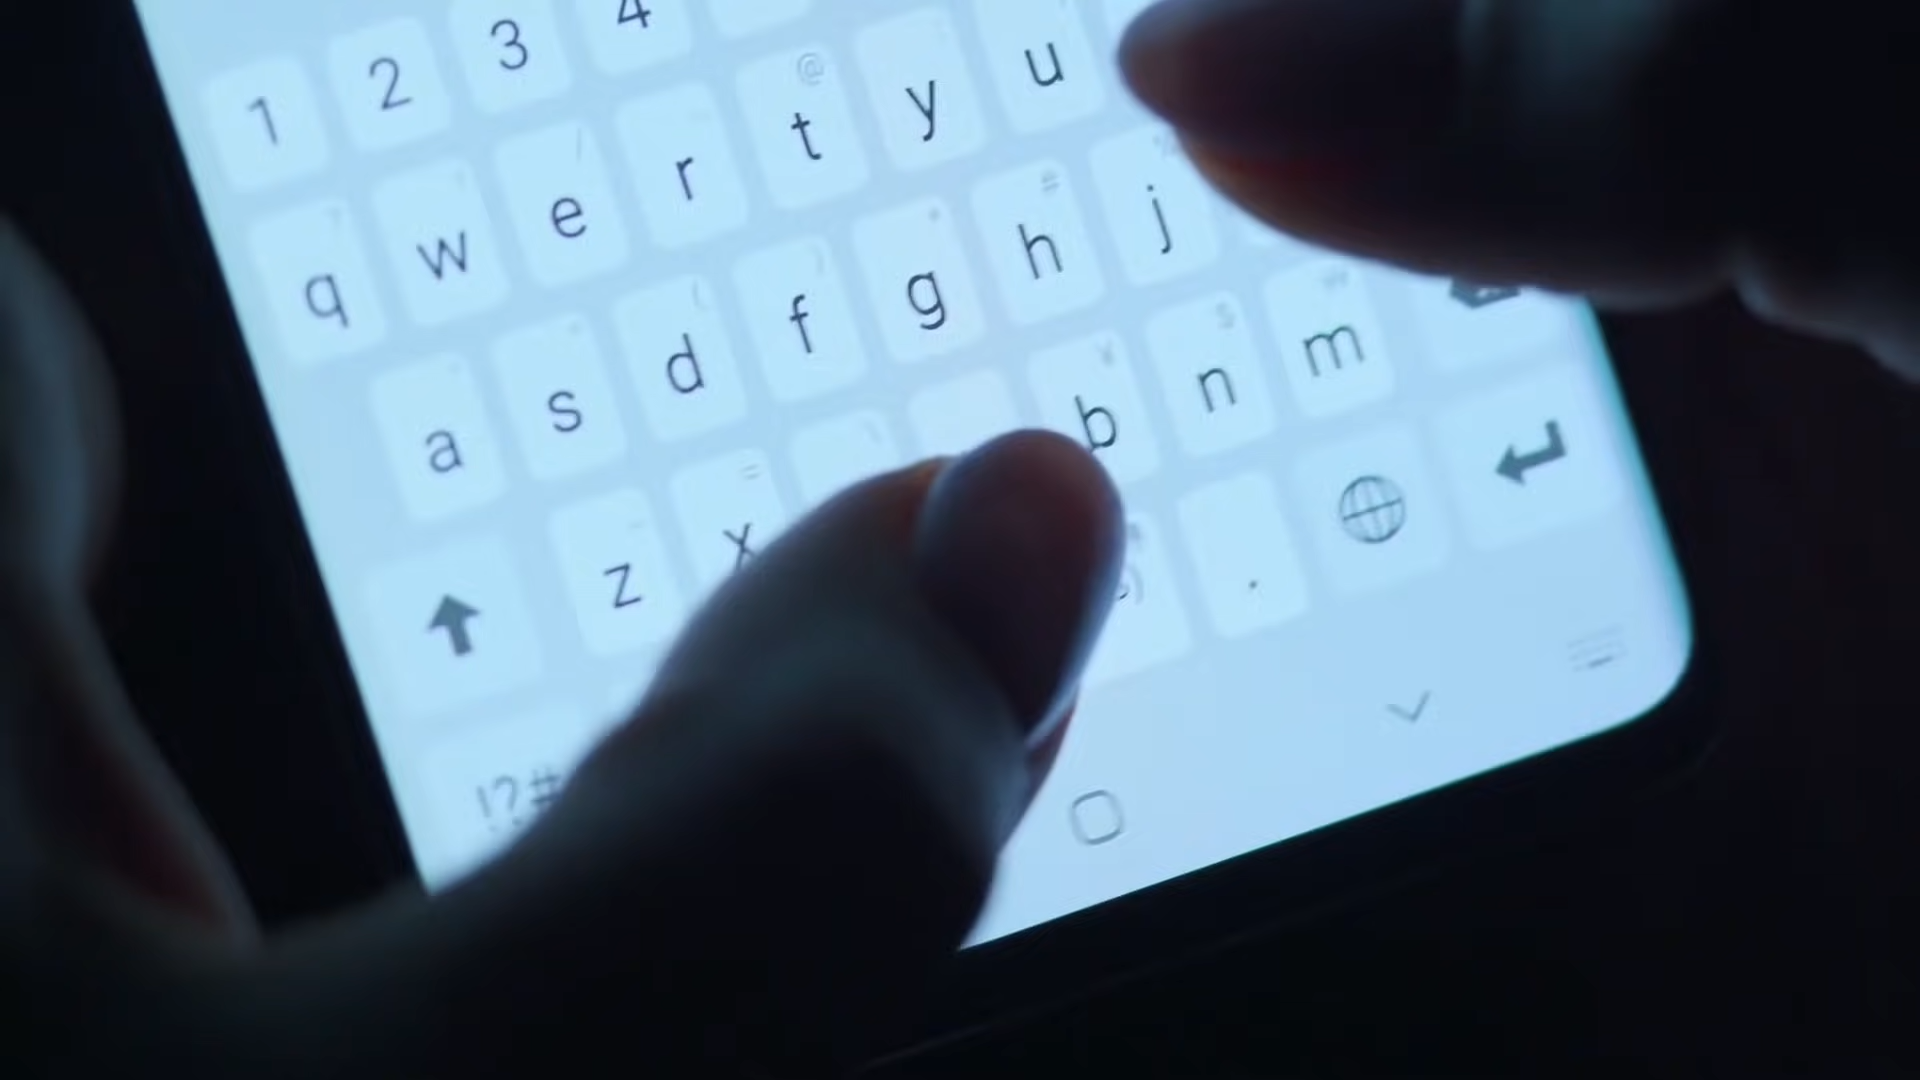 1 2 3 4
@
q w e r t y u
=
a s d f g h j
= $
z x b n m
!?# .